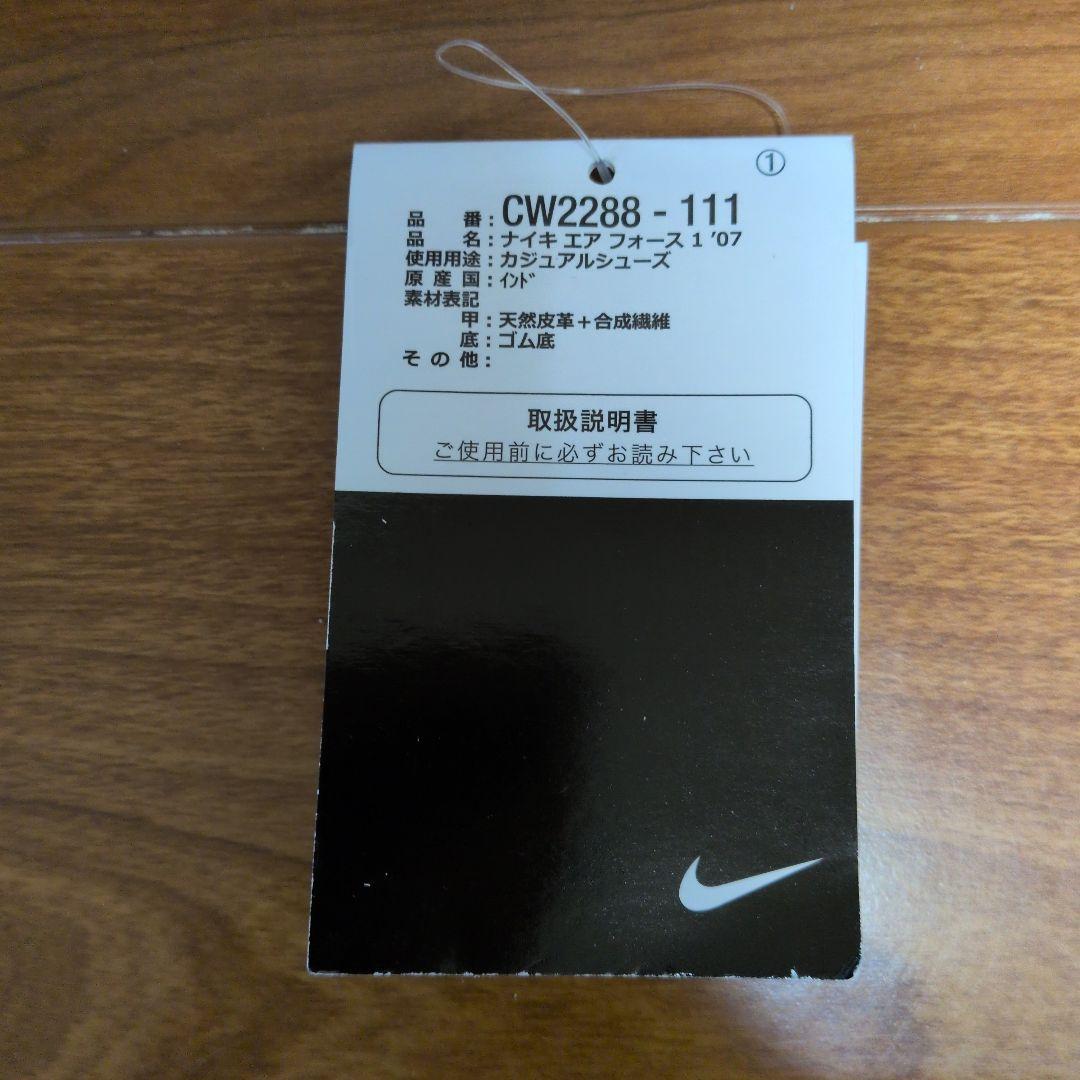 ①
品 番 : CW2288 - 111
品 名 : ナイキ エア フォース 1 ’07
使用用途 : カジュアルシューズ
原 産 国 : ｲﾝﾄﾞ
素材表記
甲 : 天然皮革＋合成繊維
底 : ゴム底
そ の 他 :
取扱説明書
ご使用前に必ずお読み下さい